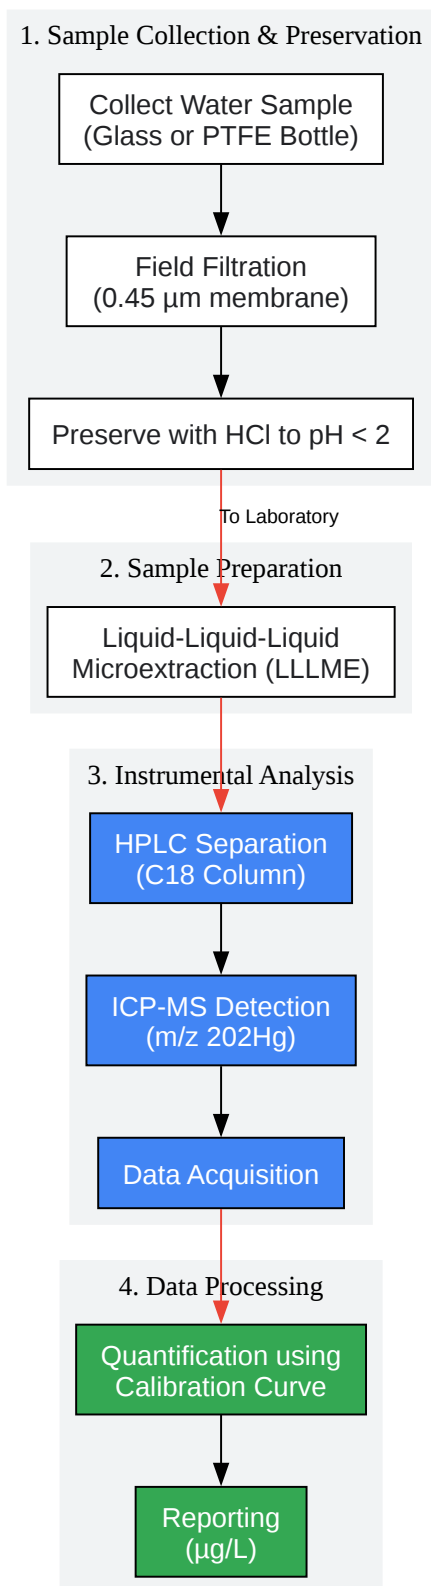 1. Sample Collection & Preservation
Collect Water Sample
(Glass or PTFE Bottle)
Field Filtration
(0.45 µm membrane)
Preserve with HCl to pH < 2
To Laboratory
2. Sample Preparation
Liquid-Liquid-Liquid
Microextraction (LLLME)
3. Instrumental Analysis
HPLC Separation
(C18 Column)
ICP-MS Detection
(m/z 202Hg)
Data Acquisition
4. Data Processing
Quantification using
Calibration Curve
Reporting
(µg/L)